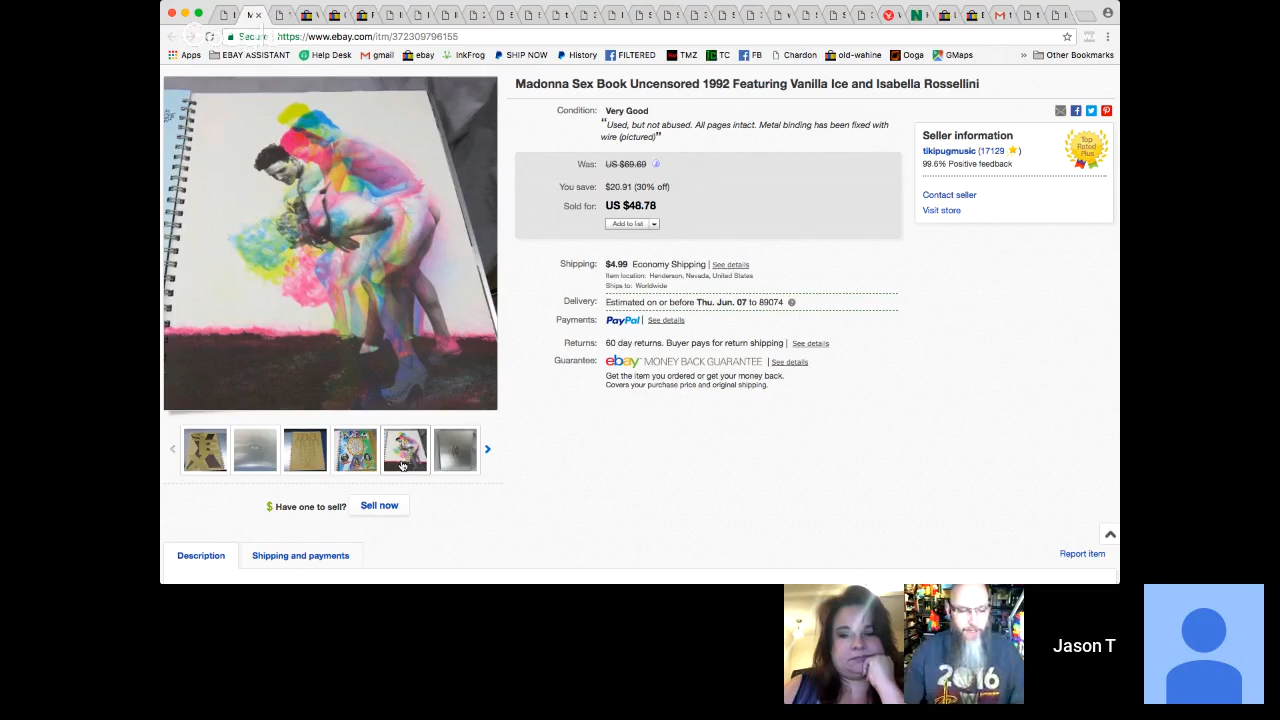 Secure https://www.ebay.com/itm/372309796155
Apps EBAY ASSISTANT Help Desk gmail ebay InkFrog SHIP NOW History FILTERED TMZ TC FB Chardon old-wahine Ooga GMaps » Other Bookmarks
Madonna Sex Book Uncensored 1992 Featuring Vanilla Ice and Isabella Rossellini
Condition: Very Good
"Used, but not abused. All pages intact. Metal binding has been fixed with
wire (pictured)"
Was: US $69.69
You save: $20.91 (30% off)
Sold for: US $48.78
Add to list
Shipping: $4.99 Economy Shipping | See details
Item location: Henderson, Nevada, United States
Ships to: Worldwide
Delivery: Estimated on or before Thu. Jun. 07 to 89074
Payments: PayPal | See details
Returns: 60 day returns. Buyer pays for return shipping | See details
Guarantee: ebay MONEY BACK GUARANTEE | See details
Get the item you ordered or get your money back.
Covers your purchase price and original shipping.
Seller information
tikipugmusic (17129 )
99.6% Positive feedback
Top
Rated
Plus
Contact seller
Visit store
$ Have one to sell? Sell now
Description Shipping and payments
Report item
2016
Jason T